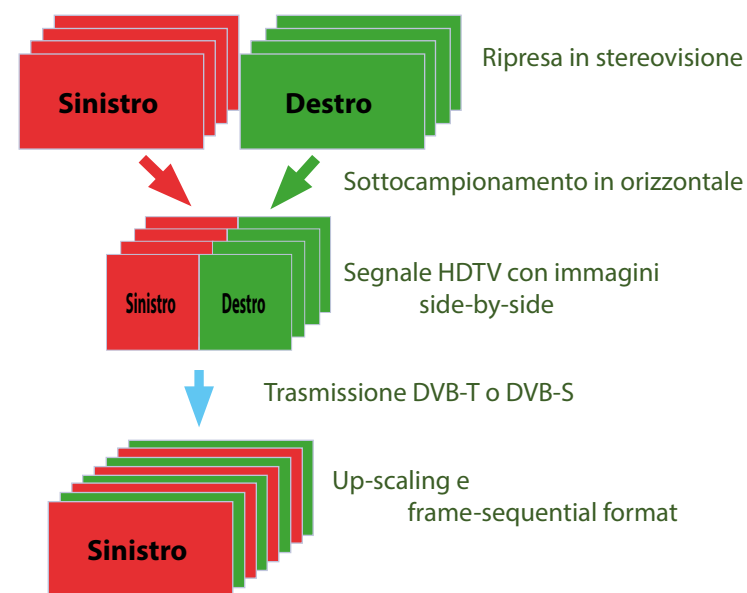 Sinistro
Destro
Ripresa in stereovisione
Sottocampionamento in orizzontale
Sinistro
Destro
Segnale HDTV con immagini
side-by-side
Trasmissione DVB-T o DVB-S
Up-scaling e
frame-sequential format
Sinistro